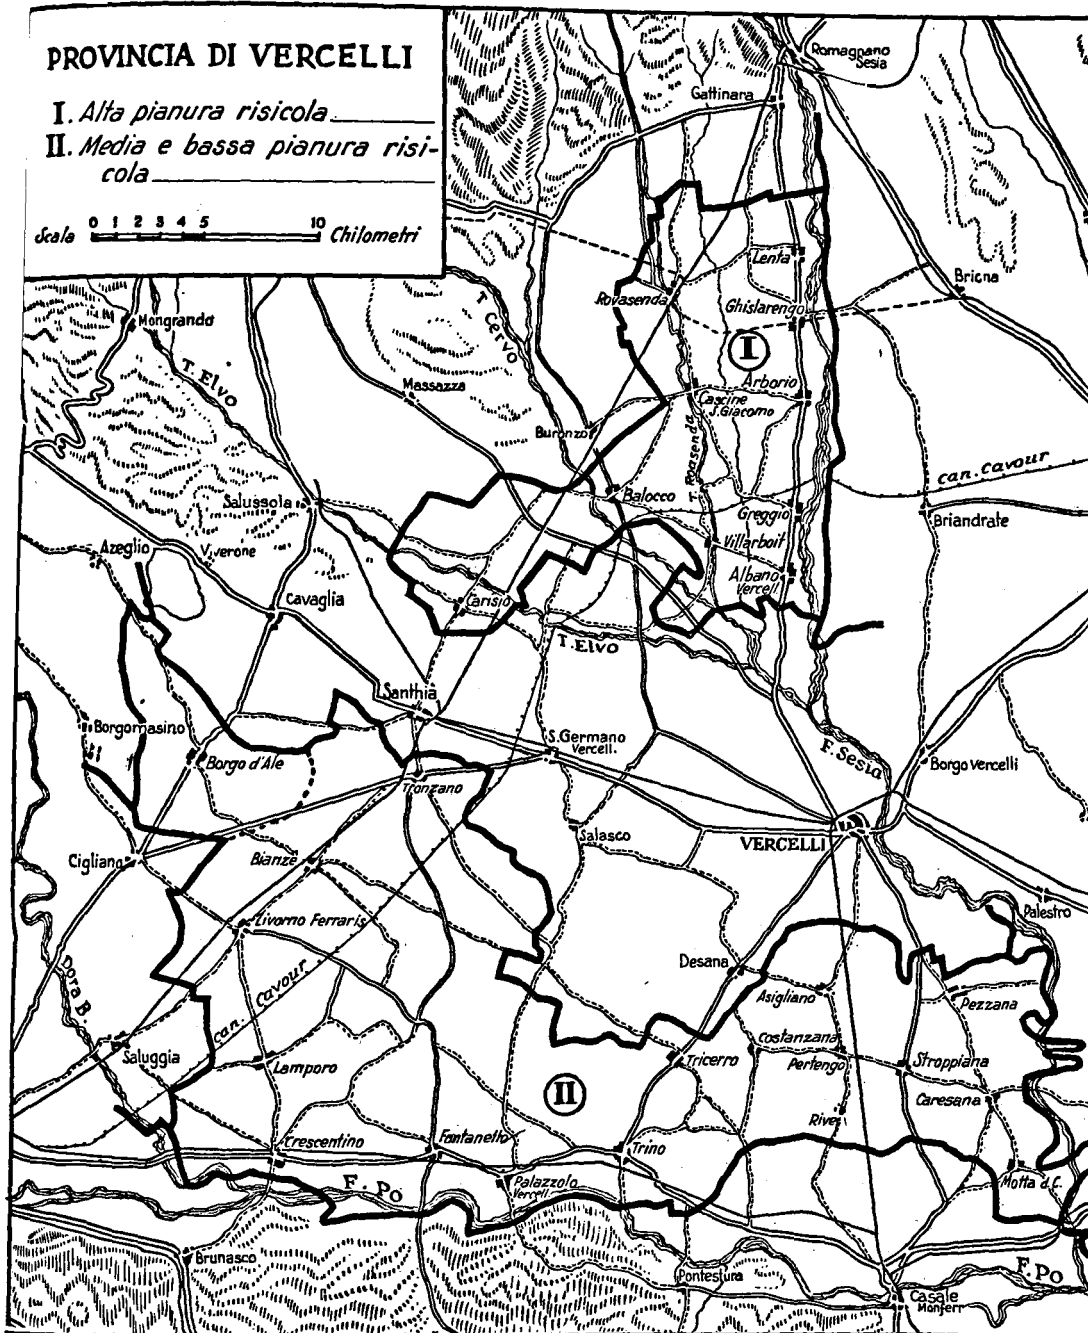 PROVINCIA DI VERCELLI
I. Alta pianura risicola
II. Media e bassa pianura risi-
cola
Scala 0 1 2 3 4 5 10 Chilometri
Romagnano
Sesia
Gattinara
Lenta
Rovasenda
Ghislarengo
Briona
Mongrando
T. Cervo
I
T. Elvo
Massazza
Arborio
Cascine
S. Giacomo
Buronzo
T. Roasenda
can. Cavour
Salussola
Balocco
Greggio
Briandrate
Azeglio
Viverone
Villarboit
Albano
Vercell.
Cavaglia
Carisio
T. Elvo
Santhia
Borgomasino
S. Germano
Vercell.
F. Sesia
Borgo d'Ale
Borgo Vercelli
Tronzano
Salasco
VERCELLI
Cigliano
Bianze
Palestro
Livorno Ferraris
Desana
Dora B.
can. cavour
Asigliano
Pezzana
Saluggia
Lamporo
Costanzana
Tricerro
Pertengo
Stroppiana
II
Caresana
Rive
Crescentino
Fontanetto
Trino
F. Po
Palazzolo
Vercell.
Motta d. C.
Brunasco
Pontestura
F. Po
Casale
Monferr.